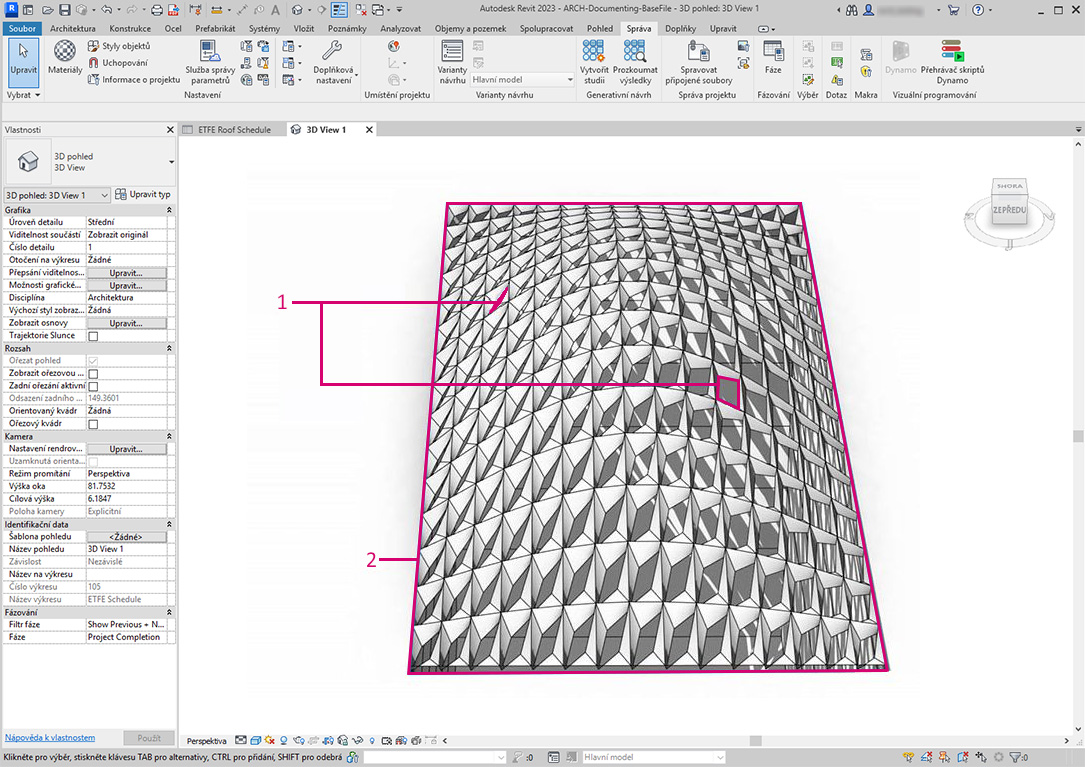 Autodesk Revit 2023 - ARCH-Documenting-BaseFile - 3D pohled: 3D View 1
Soubor Architektura Konstrukce Ocel Prefabrikát Systémy Vložit Poznámky Analyzovat Objemy a pozemek Spolupracovat Pohled Správa Doplňky Upravit
Upravit
Materiály
Styly objektů
Uchopování
Informace o projektu
Služba správy parametrů
Doplňková nastavení
Varianty návrhu
Hlavní model
Vytvořit studii
Prozkoumat výsledky
Spravovat připojené soubory
Fáze
Dynamo
Přehrávač skriptů Dynamo
Vybrat Nastavení Umístění projektu Varianty návrhu Generativní návrh Správa projektu Fázování Výběr Dotaz Makra Vizuální programování
Vlastnosti
ETFE Roof Schedule
3D View 1
3D pohled
3D View
3D pohled: 3D View 1 Upravit typ
Grafika
Úroveň detailu Střední
Viditelnost součástí Zobrazit originál
Číslo detailu 1
Otočení na výkresu Žádné
Přepsání viditelnos... Upravit...
Možnosti grafické... Upravit...
Disciplína Architektura
Výchozí styl zobraz... Žádná
Zobrazit osnovy Upravit...
Trajektorie Slunce
Rozsah
Ořezat pohled
Zobrazit ořezovou ...
Zadní ořezání aktivní
Odsazení zadního ... 149.3601
Orientovaný kvádr Žádná
Ořezový kvádr
Kamera
Nastavení rendrov... Upravit...
Uzamknutá orienta...
Režim promítání Perspektiva
Výška oka 81.7532
Cílová výška 6.1847
Poloha kamery Explicitní
Identifikační data
Šablona pohledu <Žádné>
Název pohledu 3D View 1
Závislost Nezávislé
Název na výkresu
Číslo výkresu 105
Název výkresu ETFE Schedule
Fázování
Filtr fáze Show Previous + N...
Fáze Project Completion
Nápověda k vlastnostem Použít
1
2
SHORA
ZEPŘEDU
Perspektiva
Klikněte pro výběr, stiskněte klávesu TAB pro alternativy, CTRL pro přidání, SHIFT pro odebrá
:0
Hlavní model
:0